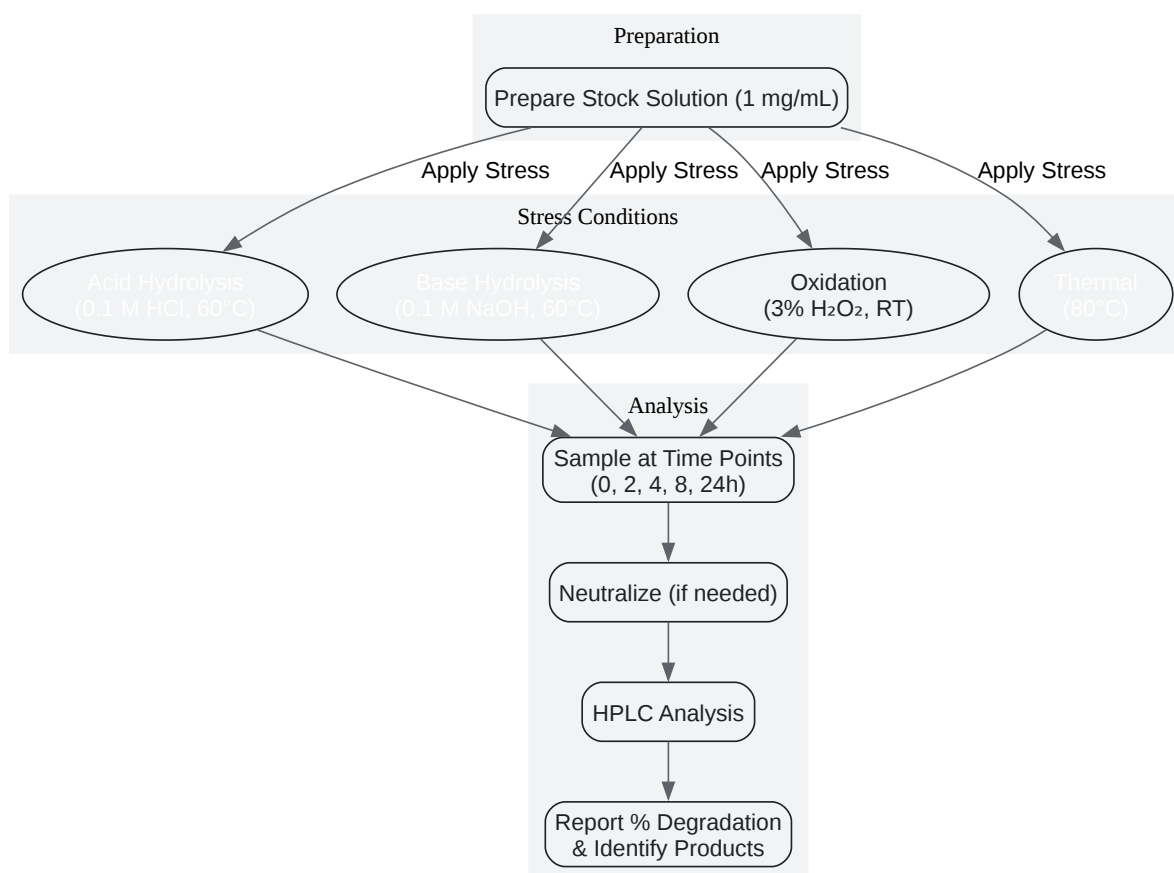 Preparation
Prepare Stock Solution (1 mg/mL)
Apply Stress
Apply Stress
Apply Stress
Apply Stress
Stress Conditions
Acid Hydrolysis
(0.1 M HCl, 60°C)
Base Hydrolysis
(0.1 M NaOH, 60°C)
Oxidation
(3% H₂O₂, RT)
Thermal
(80°C)
Analysis
Sample at Time Points
(0, 2, 4, 8, 24h)
Neutralize (if needed)
HPLC Analysis
Report % Degradation
& Identify Products